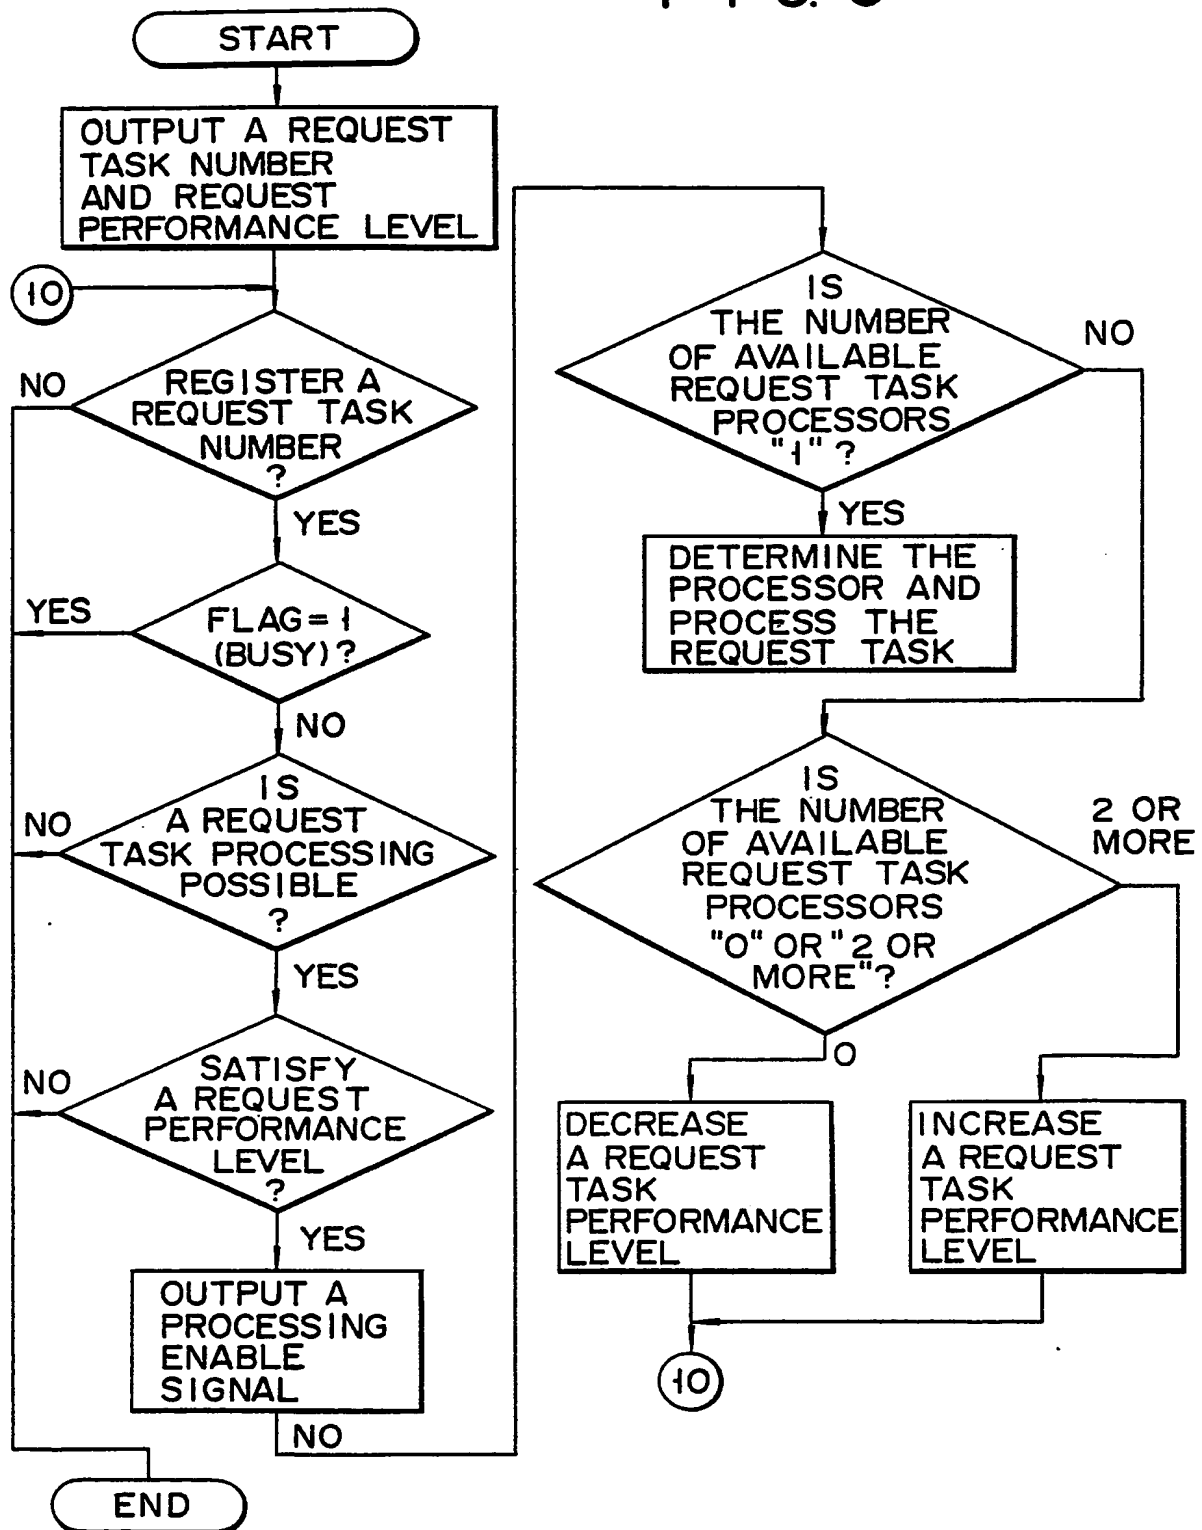 START
OUTPUT A REQUEST
TASK NUMBER
AND REQUEST
PERFORMANCE LEVEL
10
REGISTER A
REQUEST TASK
NUMBER
?
NO
YES
FLAG = 1
(BUSY)?
YES
NO
IS
A REQUEST
TASK PROCESSING
POSSIBLE
?
NO
YES
SATISFY
A REQUEST
PERFORMANCE
LEVEL
?
NO
YES
OUTPUT A
PROCESSING
ENABLE
SIGNAL
NO
END
IS
THE NUMBER
OF AVAILABLE
REQUEST TASK
PROCESSORS
"1"?
NO
YES
DETERMINE THE
PROCESSOR AND
PROCESS THE
REQUEST TASK
IS
THE NUMBER
OF AVAILABLE
REQUEST TASK
PROCESSORS
"0" OR "2 OR
MORE"?
2 OR
MORE
0
DECREASE
A REQUEST
TASK
PERFORMANCE
LEVEL
INCREASE
A REQUEST
TASK
PERFORMANCE
LEVEL
10